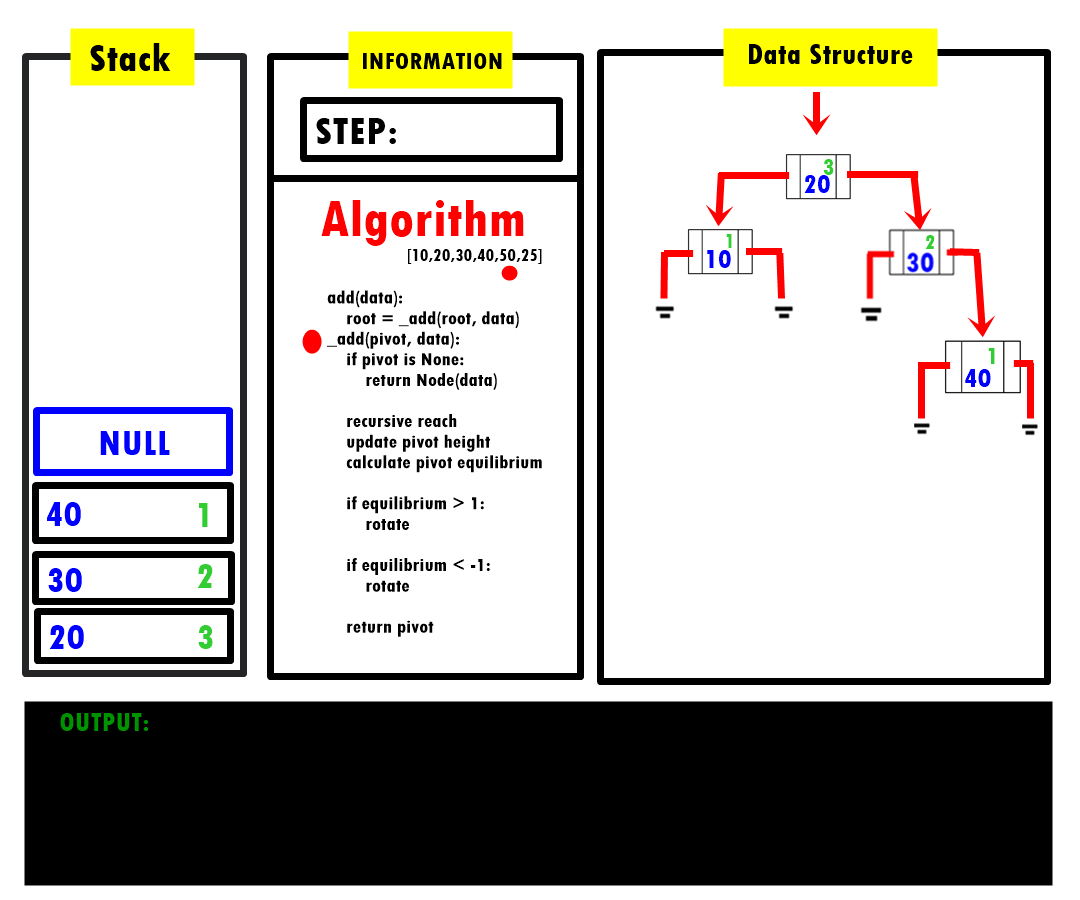 Stack
NULL
40 1
30 2
20 3
INFORMATION
STEP:
Algorithm
[10,20,30,40,50,25]
add(data):
root = _add(root, data)
_add(pivot, data):
if pivot is None:
return Node(data)
recursive reach
update pivot height
calculate pivot equilibrium
if equilibrium > 1:
rotate
if equilibrium < -1:
rotate
return pivot
Data Structure
3
20
1
10
2
30
1
40
OUTPUT: